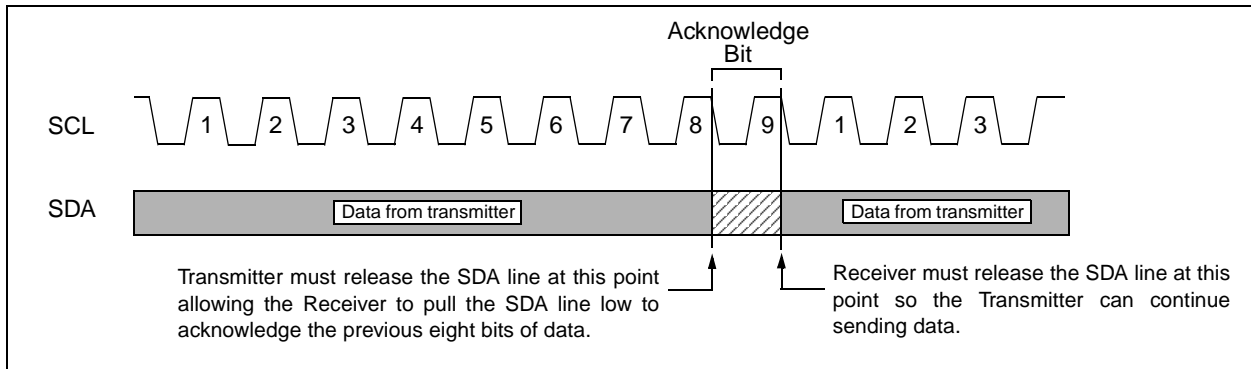 Acknowledge
Bit
SCL
1 2 3 4 5 6 7 8 9 1 2 3
SDA
Data from transmitter
Data from transmitter
Transmitter must release the SDA line at this point
allowing the Receiver to pull the SDA line low to
acknowledge the previous eight bits of data.
Receiver must release the SDA line at this
point so the Transmitter can continue
sending data.